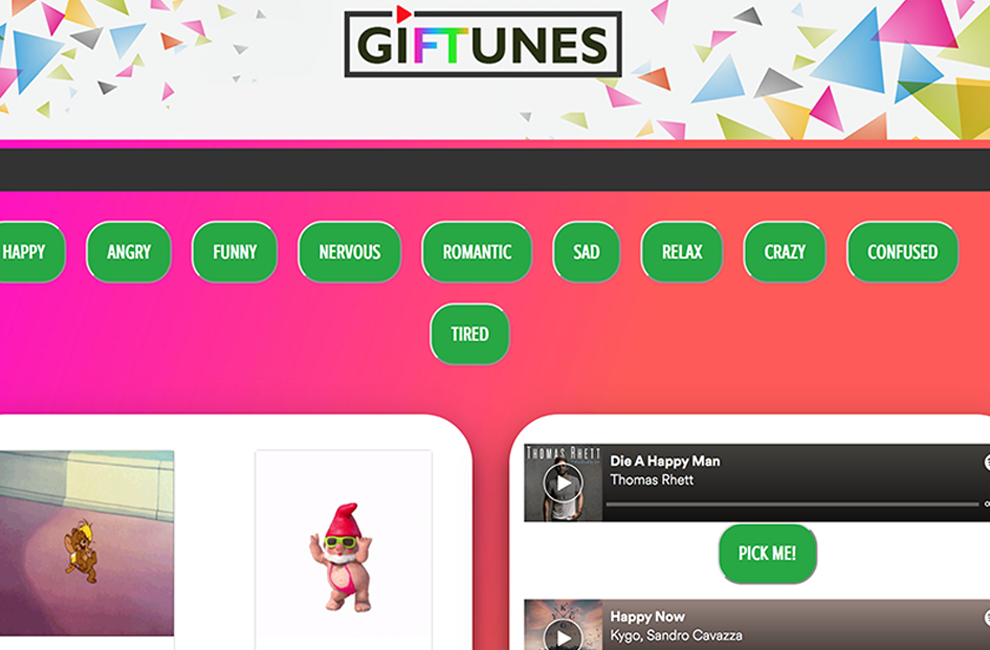 GIFTUNES
HAPPY
ANGRY
FUNNY
NERVOUS
ROMANTIC
SAD
RELAX
CRAZY
CONFUSED
TIRED
THOMAS RHETT
Die A Happy Man
Thomas Rhett
PICK ME!
Happy Now
Kygo, Sandro Cavazza